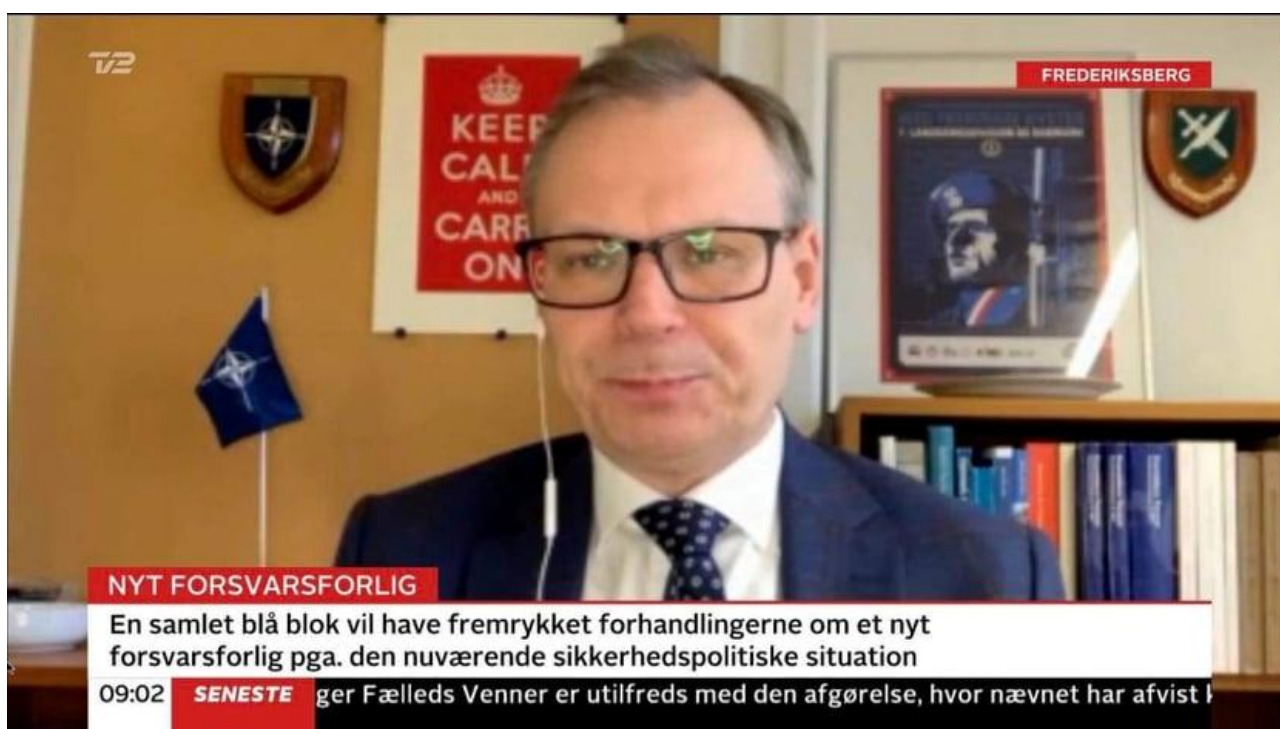 TV2
FREDERIKSBERG
KEEP
CALM
AND
CARRY
ON
NYT FORSVARSFORLIG
En samlet blå blok vil have fremrykket forhandlingerne om et nyt
forsvarsforlig pga. den nuværende sikkerhedspolitiske situation
09:02 SENESTE ger Fælleds Venner er utilfreds med den afgørelse, hvor nævnet har afvist